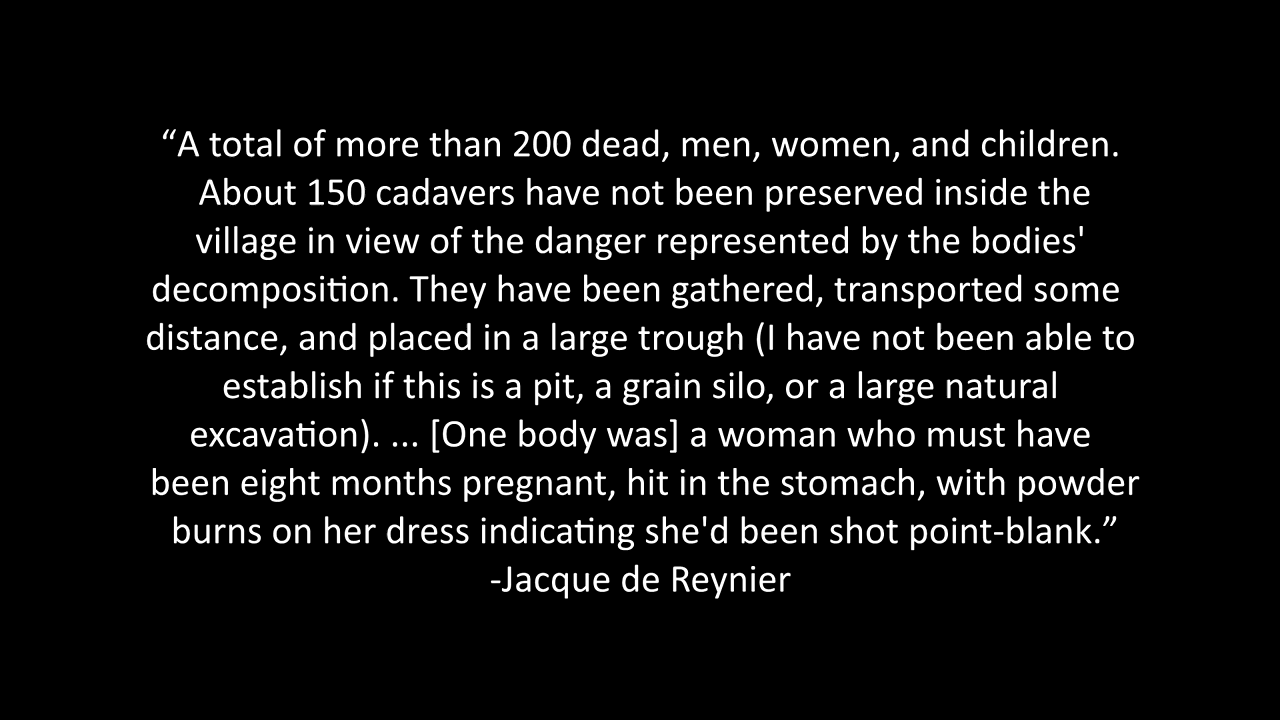 “A total of more than 200 dead, men, women, and children.
About 150 cadavers have not been preserved inside the
village in view of the danger represented by the bodies'
decomposition. They have been gathered, transported some
distance, and placed in a large trough (I have not been able to
establish if this is a pit, a grain silo, or a large natural
excavation). ... [One body was] a woman who must have
been eight months pregnant, hit in the stomach, with powder
burns on her dress indicating she'd been shot point-blank.”
-Jacque de Reynier